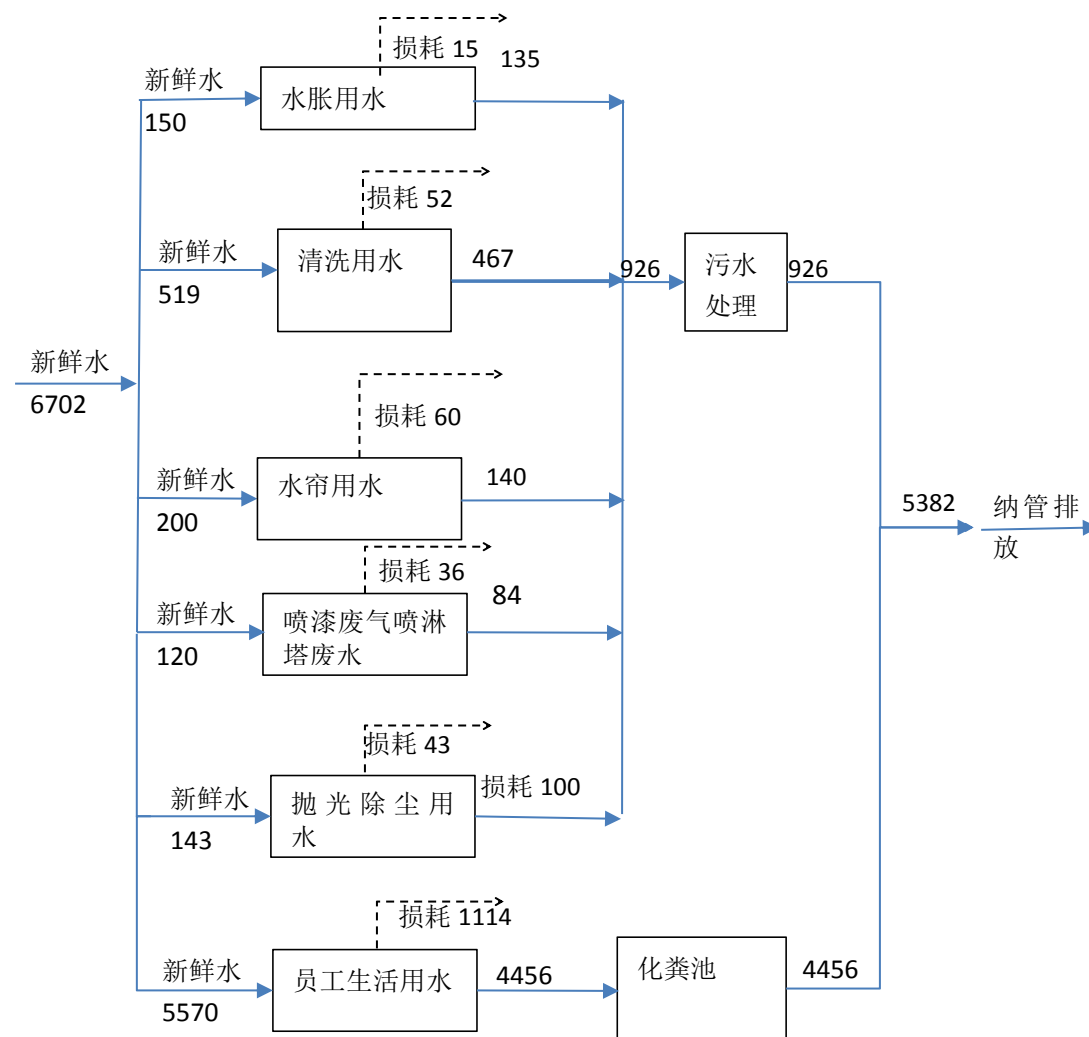 损耗 15
135
新鲜水
150
水胀用水
损耗 52
新鲜水
519
清洗用水
467
926
污水
处理
926
新鲜水
6702
损耗 60
新鲜水
200
水帘用水
140
5382
纳管排
放
损耗 36
新鲜水
120
喷漆废气喷淋
塔废水
84
损耗 43
新鲜水
143
抛光除尘用
水
损耗 100
损耗 1114
新鲜水
5570
员工生活用水
4456
化粪池
4456